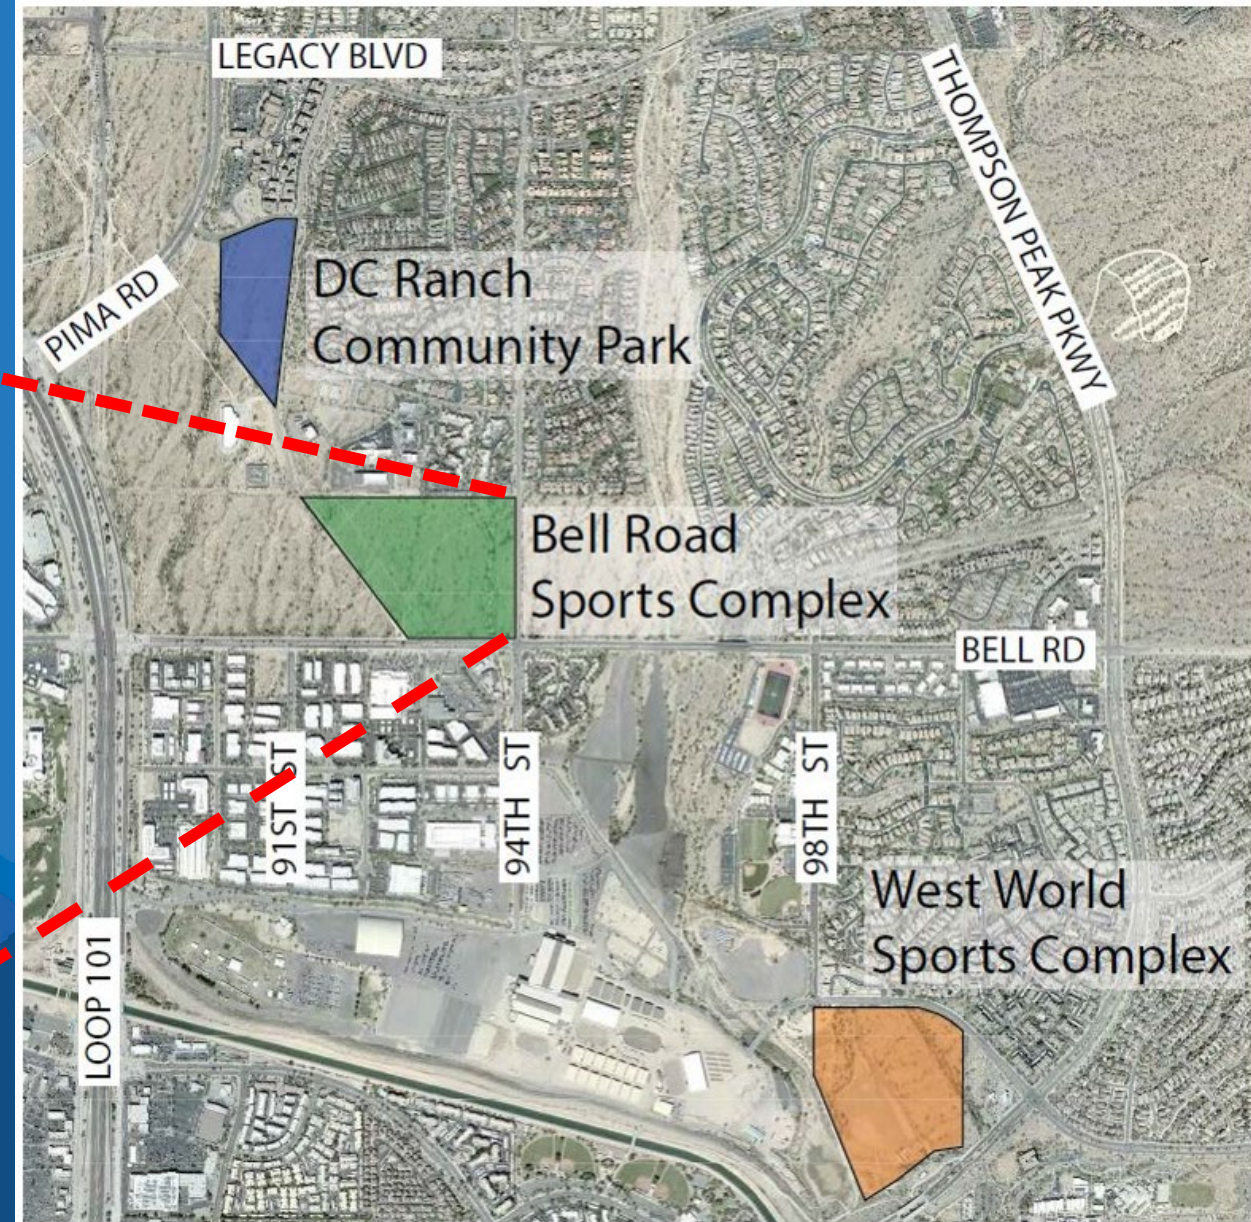 LEGACY BLVD
THOMPSON PEAK PKWY
PIMA RD
DC Ranch
Community Park
Bell Road
Sports Complex
BELL RD
91ST ST
94TH ST
98TH ST
West World
Sports Complex
LOOP 101